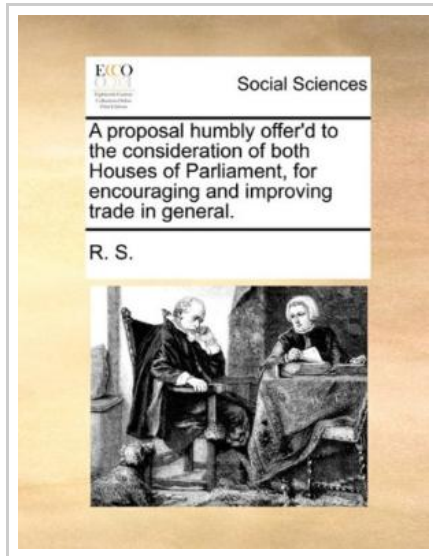 ECCO
Social Sciences
A proposal humbly offer'd to
the consideration of both
Houses of Parliament, for
encouraging and improving
trade in general.
R. S.